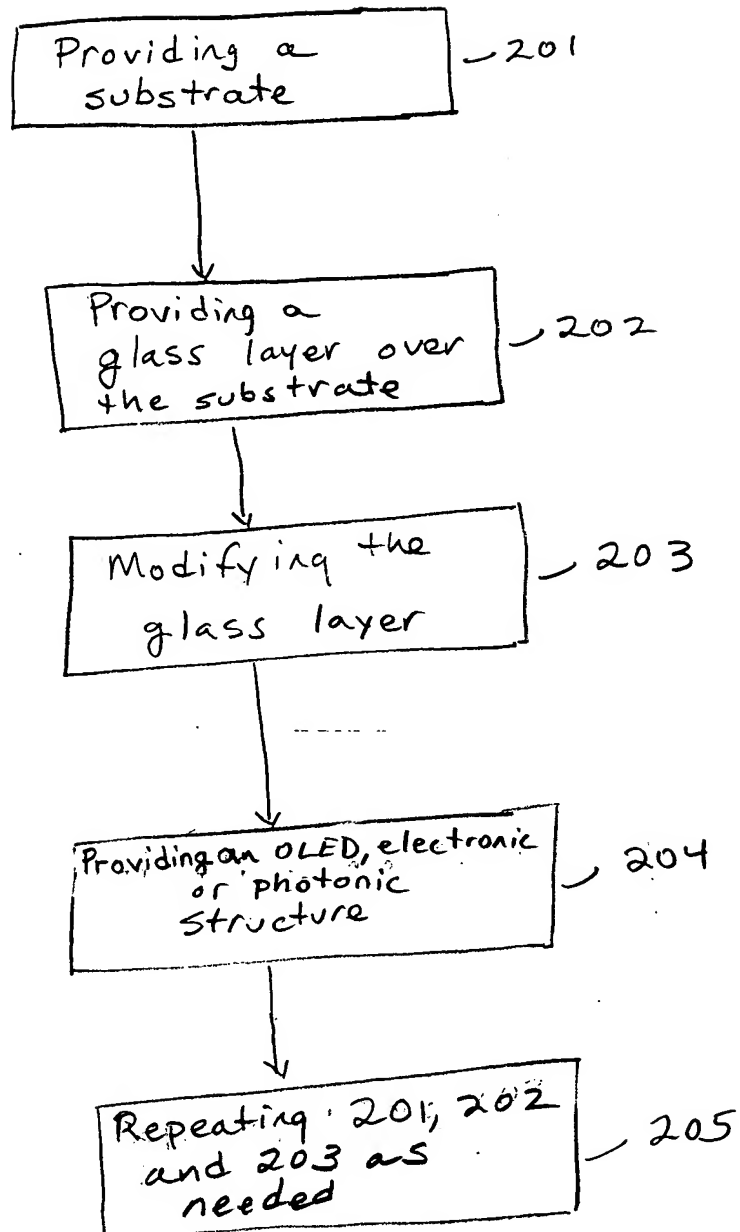 Providing a
substrate
201
Providing a
glass layer over
the substrate
202
Modifying the
glass layer
203
Providing an OLED, electronic
or photonic
structure
204
Repeating 201, 202
and 203 as
needed
205